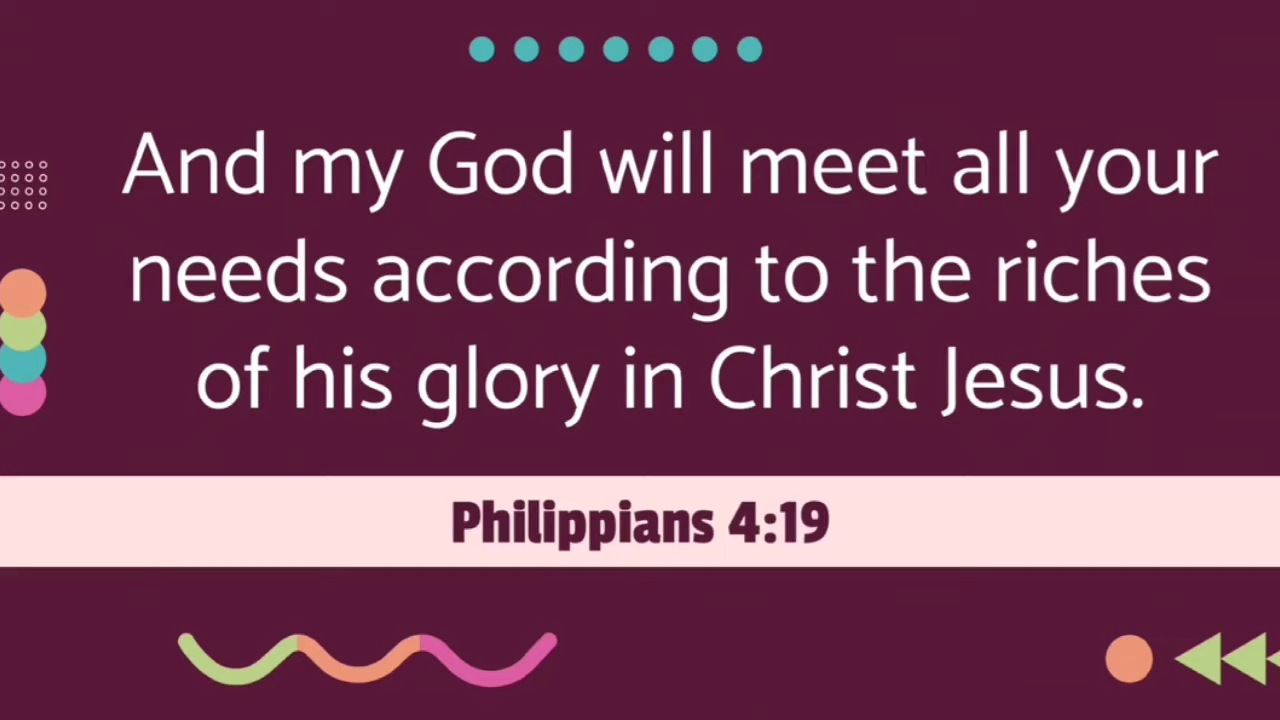 And my God will meet all your
needs according to the riches
of his glory in Christ Jesus.
Philippians 4:19